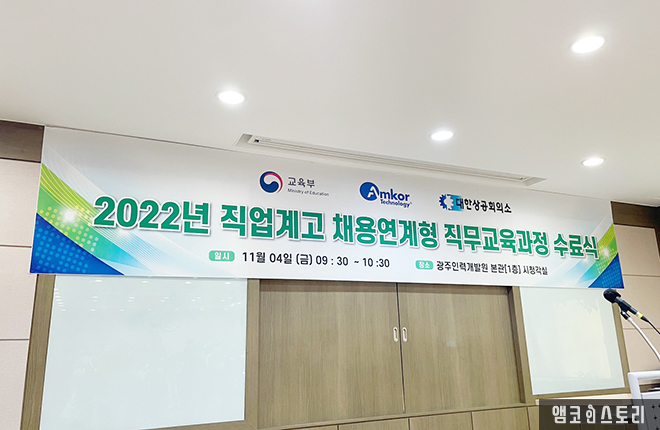 교육부
Ministry of Education
Amkor
Technology®
대한상공회의소
2022년 직업계고 채용연계형 직무교육과정 수료식
일시 11월 04일 (금) 09 : 30 ~ 10 : 30 장소 광주인력개발원 본관[1층] 시청각실
앰코인스토리